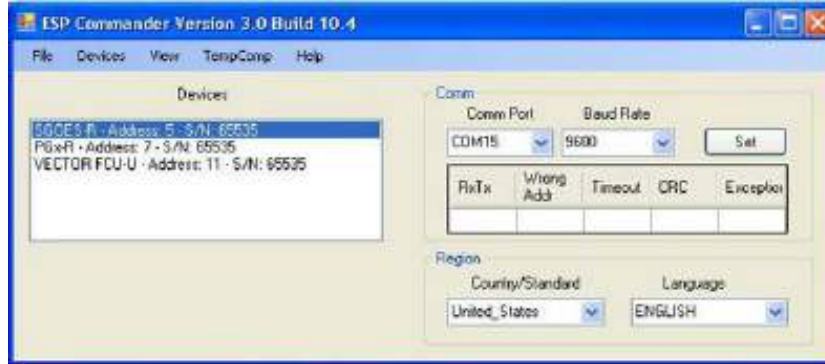 ESP Commander Version 3.0 Build 10.4
File Devices View TempComp Help
Devices
SGOES-R - Address: 5 - S/N: 65535
PGx-R - Address: 7 - S/N: 65535
VECTOR FCU-U - Address: 11 - S/N: 65535
Comm
Comm Port Baud Rate
COM15 9600 Set
RxTx Wrong Addr Timeout CRC Exception
Region
Country/Standard Language
United_States ENGLISH